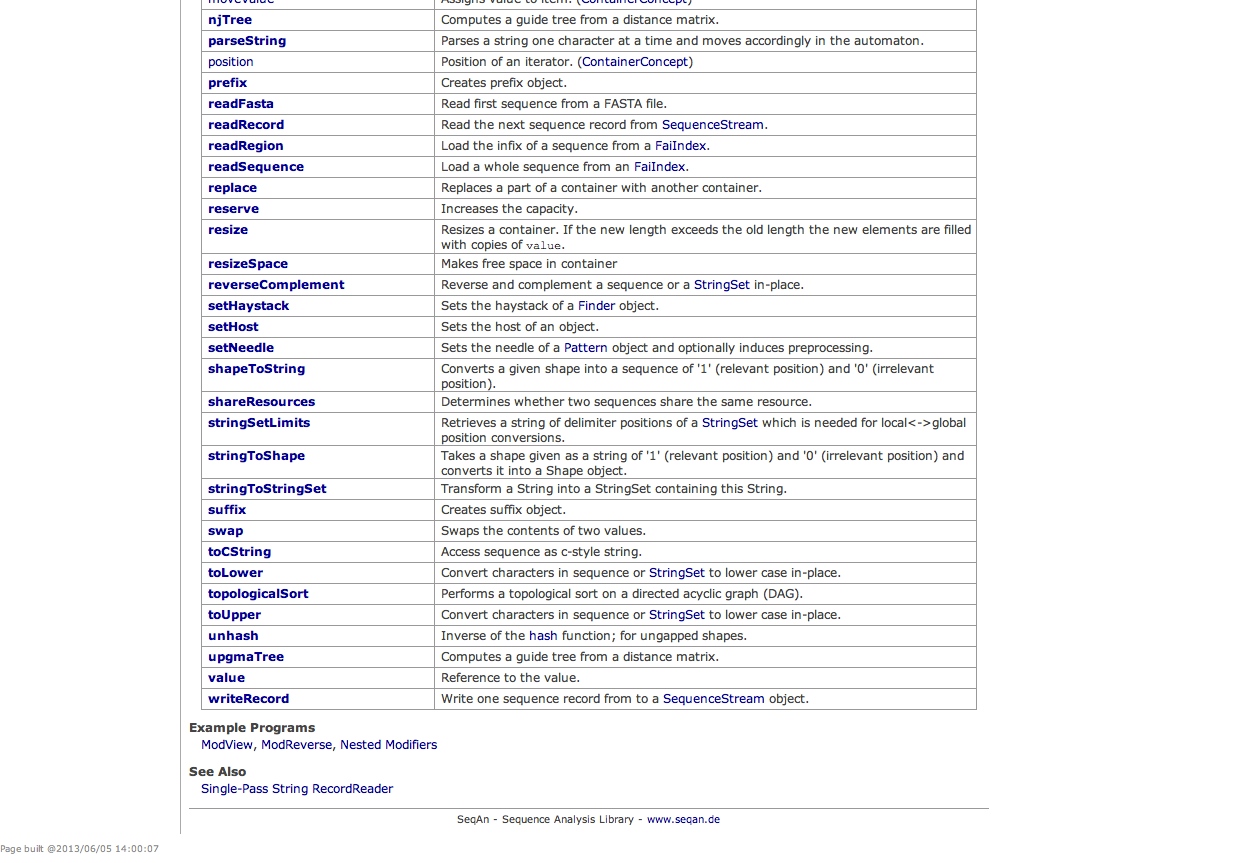 moveValue Assigns value to item. (ContainerConcept)
njTree Computes a guide tree from a distance matrix.
parseString Parses a string one character at a time and moves accordingly in the automaton.
position Position of an iterator. (ContainerConcept)
prefix Creates prefix object.
readFasta Read first sequence from a FASTA file.
readRecord Read the next sequence record from SequenceStream.
readRegion Load the infix of a sequence from a FaiIndex.
readSequence Load a whole sequence from an FaiIndex.
replace Replaces a part of a container with another container.
reserve Increases the capacity.
resize Resizes a container. If the new length exceeds the old length the new elements are filled
with copies of value.
resizeSpace Makes free space in container
reverseComplement Reverse and complement a sequence or a StringSet in-place.
setHaystack Sets the haystack of a Finder object.
setHost Sets the host of an object.
setNeedle Sets the needle of a Pattern object and optionally induces preprocessing.
shapeToString Converts a given shape into a sequence of '1' (relevant position) and '0' (irrelevant
position).
shareResources Determines whether two sequences share the same resource.
stringSetLimits Retrieves a string of delimiter positions of a StringSet which is needed for local<->global
position conversions.
stringToShape Takes a shape given as a string of '1' (relevant position) and '0' (irrelevant position) and
converts it into a Shape object.
stringToStringSet Transform a String into a StringSet containing this String.
suffix Creates suffix object.
swap Swaps the contents of two values.
toCString Access sequence as c-style string.
toLower Convert characters in sequence or StringSet to lower case in-place.
topologicalSort Performs a topological sort on a directed acyclic graph (DAG).
toUpper Convert characters in sequence or StringSet to lower case in-place.
unhash Inverse of the hash function; for ungapped shapes.
upgmaTree Computes a guide tree from a distance matrix.
value Reference to the value.
writeRecord Write one sequence record from to a SequenceStream object.
Example Programs
ModView, ModReverse, Nested Modifiers
See Also
Single-Pass String RecordReader
SeqAn - Sequence Analysis Library - www.seqan.de
Page built @2013/06/05 14:00:07